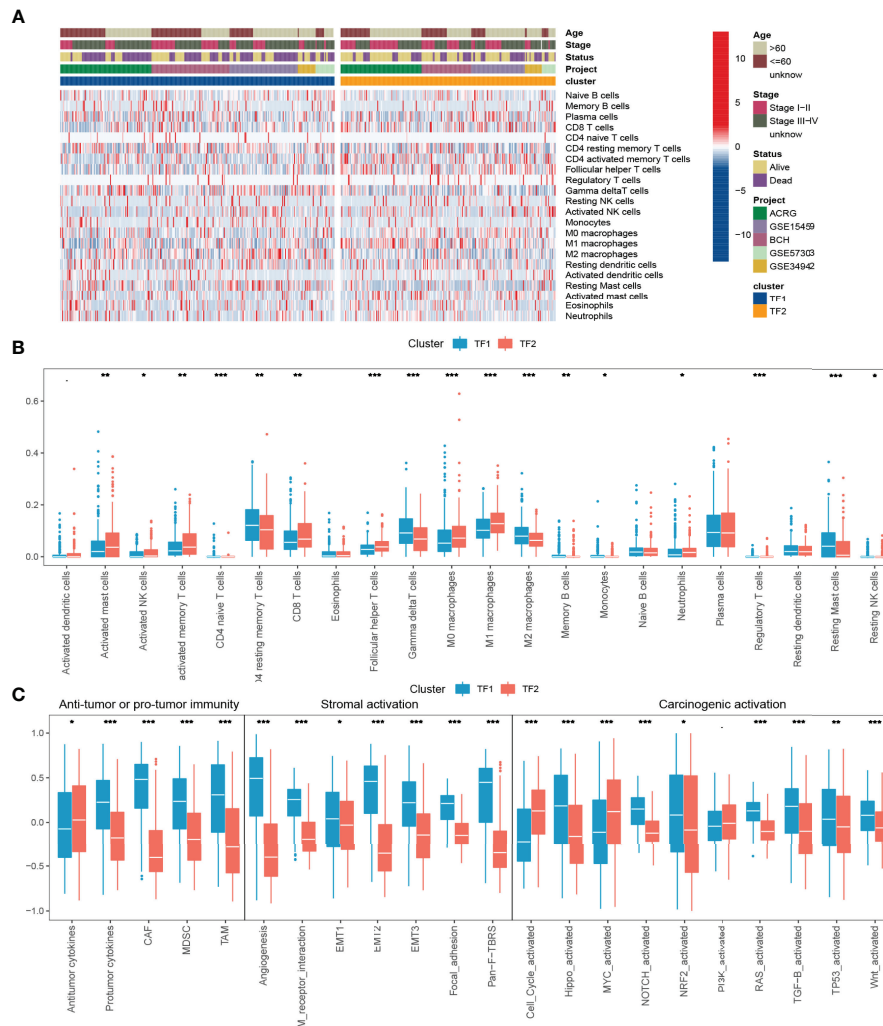 A
Age
Stage
Status
Project
cluster
Naive B cells
Memory B cells
Plasma cells
CD8 T cells
CD4 naive T cells
CD4 resting memory T cells
CD4 activated memory T cells
Follicular helper T cells
Regulatory T cells
Gamma deltaT cells
Resting NK cells
Activated NK cells
Monocytes
M0 macrophages
M1 macrophages
M2 macrophages
Resting dendritic cells
Activated dendritic cells
Resting Mast cells
Activated mast cells
Eosinophils
Neutrophils
10
5
0
−5
−10
Age
>60
<=60
unknow
Stage
Stage I−II
Stage III−IV
unknow
Status
Alive
Dead
Project
ACRG
GSE15459
BCH
GSE57303
GSE34942
cluster
TF1
TF2
B
Cluster TF1 TF2
. ** * ** *** ** ** *** *** *** *** *** ** * * *** *** *
0.6
0.4
0.2
0.0
Activated dendritic cells
Activated mast cells
Activated NK cells
activated memory T cells
CD4 naive T cells
04 resting memory T cells
CD8 T cells
Eosinophils
Follicular helper T cells
Gamma deltaT cells
M0 macrophages
M1 macrophages
M2 macrophages
Memory B cells
Monocytes
Naive B cells
Neutrophils
Plasma cells
Regulatory T cells
Resting dendritic cells
Resting Mast cells
Resting NK cells
C
Cluster TF1 TF2
Anti−tumor or pro−tumor immunity
Stromal activation
Carcinogenic activation
* *** *** *** *** *** *** * *** *** *** *** *** *** *** *** * . *** *** ** ***
1.0
0.5
0.0
−0.5
−1.0
Antitumor cytokines
Protumor cytokines
CAF
MDSC
TAM
Angiogenesis
M_receptor_interaction
EMT1
EMT2
EMT3
Focal_adhesion
Pan−F−TBRS
Cell_Cycle_activated
Hippo_activated
MYC_activated
NOTCH_activated
NRF2_activated
PI3K_activated
RAS_activated
TGF−B_activated
TP53_activated
Wnt_activated